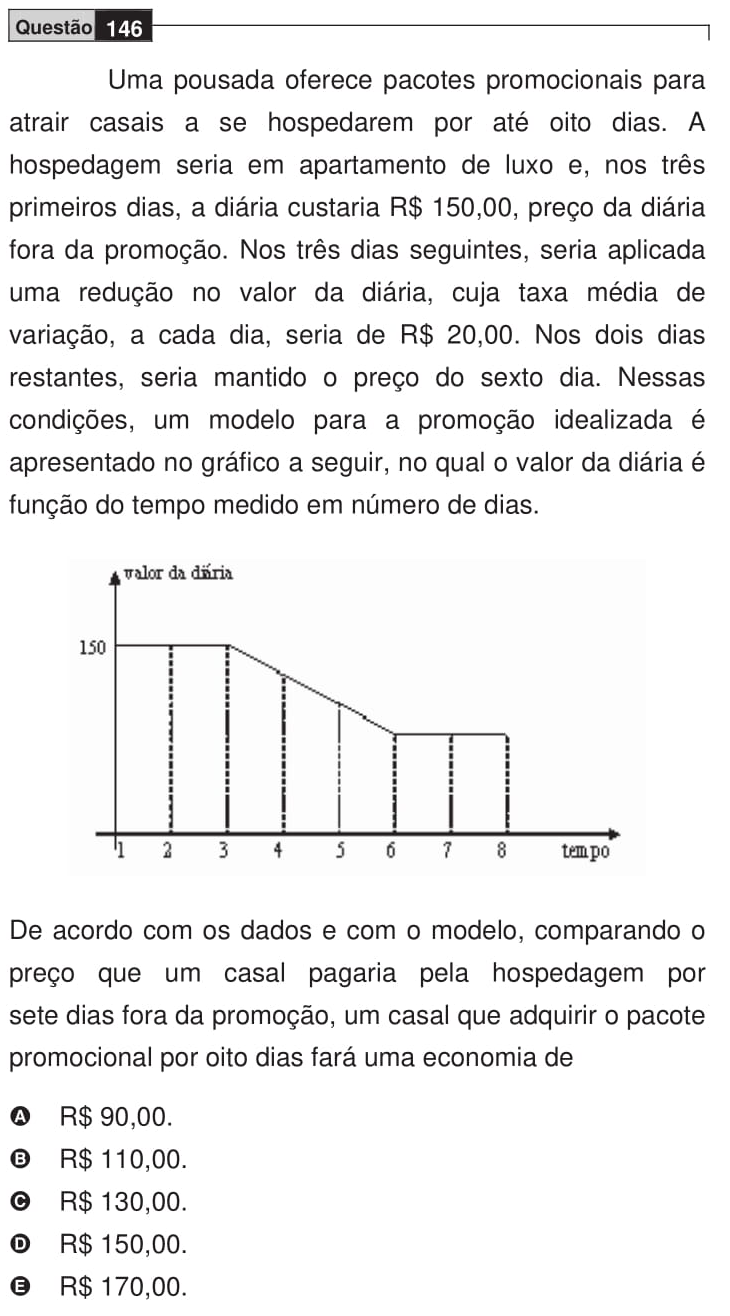 Questão 146
Uma pousada oferece pacotes promocionais para
atrair casais a se hospedarem por até oito dias. A
hospedagem seria em apartamento de luxo e, nos três
primeiros dias, a diária custaria R$ 150,00, preço da diária
fora da promoção. Nos três dias seguintes, seria aplicada
uma redução no valor da diária, cuja taxa média de
variação, a cada dia, seria de R$ 20,00. Nos dois dias
restantes, seria mantido o preço do sexto dia. Nessas
condições, um modelo para a promoção idealizada é
apresentado no gráfico a seguir, no qual o valor da diária é
função do tempo medido em número de dias.
valor da diária
150
1 2 3 4 5 6 7 8 tempo
De acordo com os dados e com o modelo, comparando o
preço que um casal pagaria pela hospedagem por
sete dias fora da promoção, um casal que adquirir o pacote
promocional por oito dias fará uma economia de
A R$ 90,00.
B R$ 110,00.
C R$ 130,00.
D R$ 150,00.
E R$ 170,00.